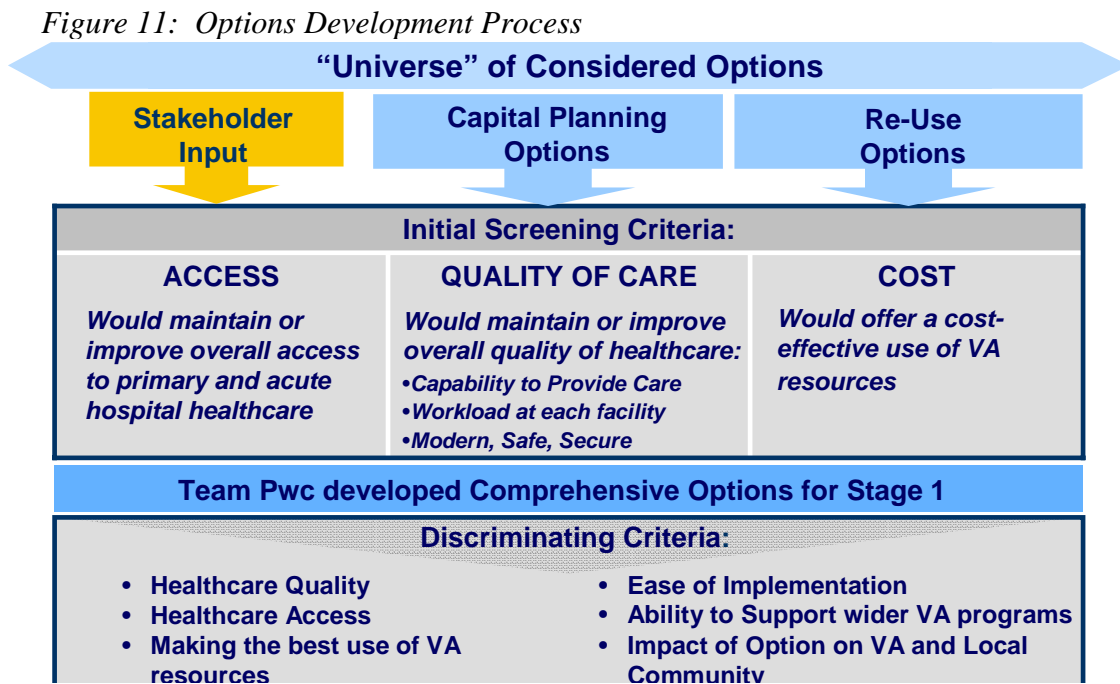 Figure 11: Options Development Process
“Universe” of Considered Options
Stakeholder
Input
Capital Planning
Options
Re-Use
Options
Initial Screening Criteria:
ACCESS
Would maintain or
improve overall access
to primary and acute
hospital healthcare
QUALITY OF CARE
Would maintain or improve
overall quality of healthcare:
•Capability to Provide Care
•Workload at each facility
•Modern, Safe, Secure
COST
Would offer a cost-
effective use of VA
resources
Team Pwc developed Comprehensive Options for Stage 1
Discriminating Criteria:
• Healthcare Quality
• Healthcare Access
• Making the best use of VA
resources
• Ease of Implementation
• Ability to Support wider VA programs
• Impact of Option on VA and Local
Community